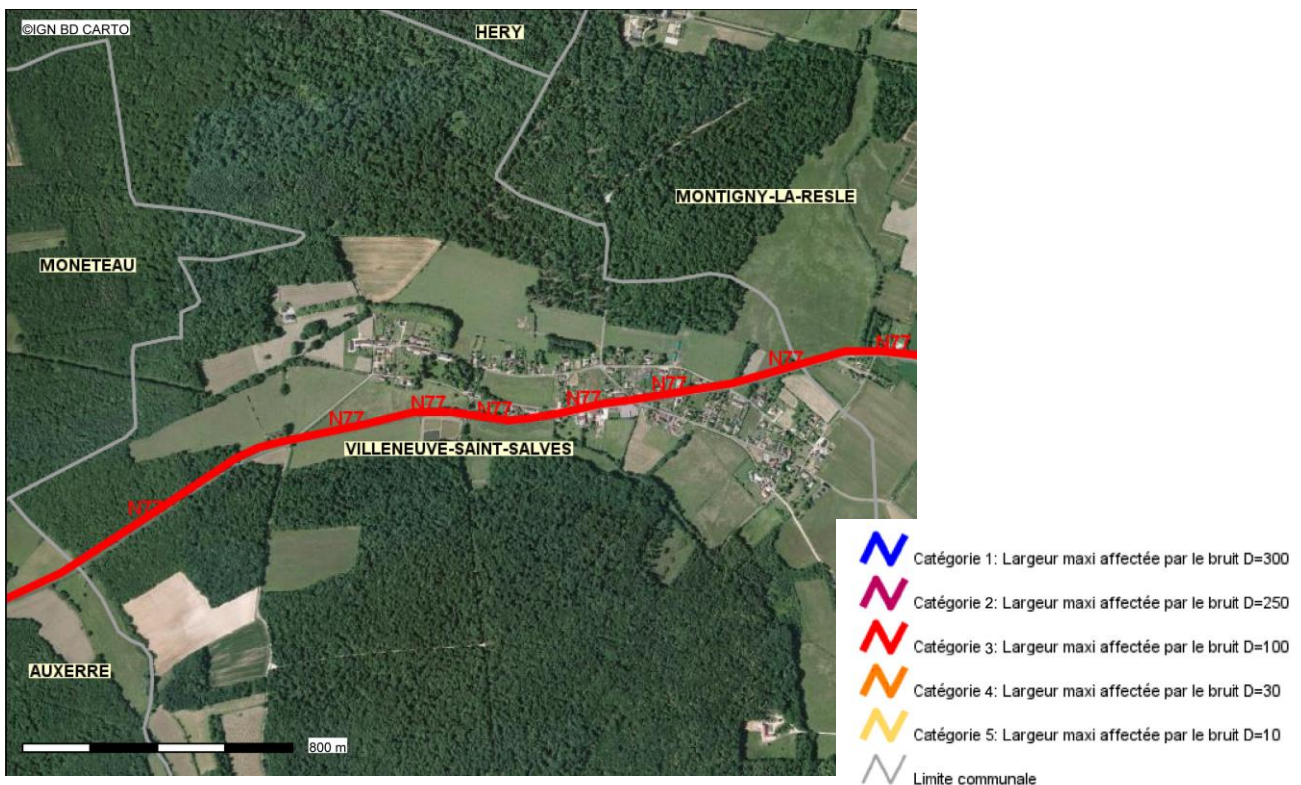 ©IGN BD CARTO
HERY
MONTIGNY-LA-RESLE
MONETEAU
N77
N77
N77
N77
N77
N77
VILLENEUVE-SAINT-SALVES
N77
AUXERRE
800 m
N77
Catégorie 1: Largeur maxi affectée par le bruit D=300
Catégorie 2: Largeur maxi affectée par le bruit D=250
Catégorie 3: Largeur maxi affectée par le bruit D=100
Catégorie 4: Largeur maxi affectée par le bruit D=30
Catégorie 5: Largeur maxi affectée par le bruit D=10
Limite communale